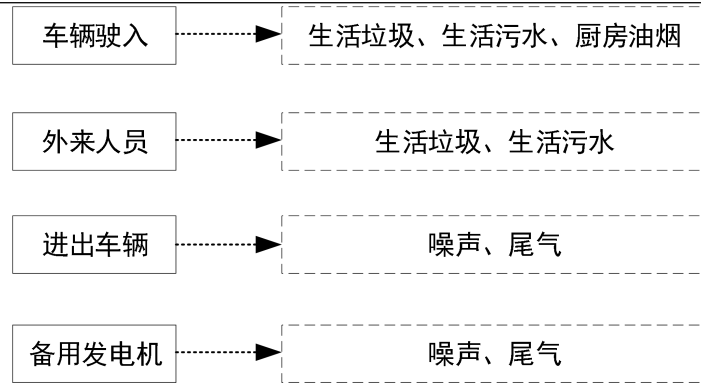 车辆驶入 生活垃圾、生活污水、厨房油烟
外来人员 生活垃圾、生活污水
进出车辆 噪声、尾气
备用发电机 噪声、尾气